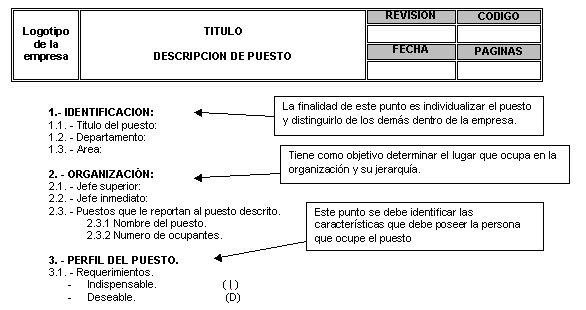 Logotipo
de la
empresa
TITULO
DESCRIPCION DE PUESTO
REVISION
CODIGO
FECHA
PAGINAS
1.- IDENTIFICACION:
1.1. - Titulo del puesto:
1.2. - Departamento:
1.3. - Area:
La finalidad de este punto es individualizar el puesto
y distinguirlo de los demás dentro de la empresa.
2. - ORGANIZACIÓN:
2.1. - Jefe superior:
2.2. - Jefe inmediato:
2.3. - Puestos que le reportan al puesto descrito.
2.3.1 Nombre del puesto.
2.3.2 Numero de ocupantes.
Tiene como objetivo determinar el lugar que ocupa en la
organización y su jerarquía.
Este punto se debe identificar las
características que debe poseer la persona
que ocupe el puesto
3. - PERFIL DEL PUESTO.
3.1. - Requerimientos.
- Indispensable. ( I )
- Deseable. (D)